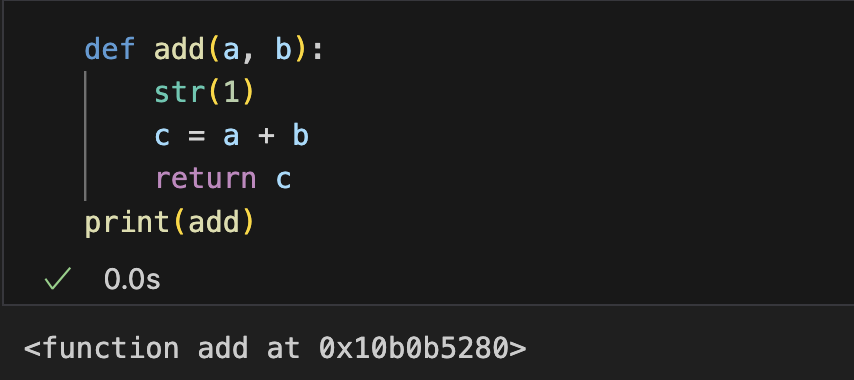 def add(a, b):
    str(1)
    c = a + b
    return c
print(add)
0.0s
<function add at 0x10b0b5280>